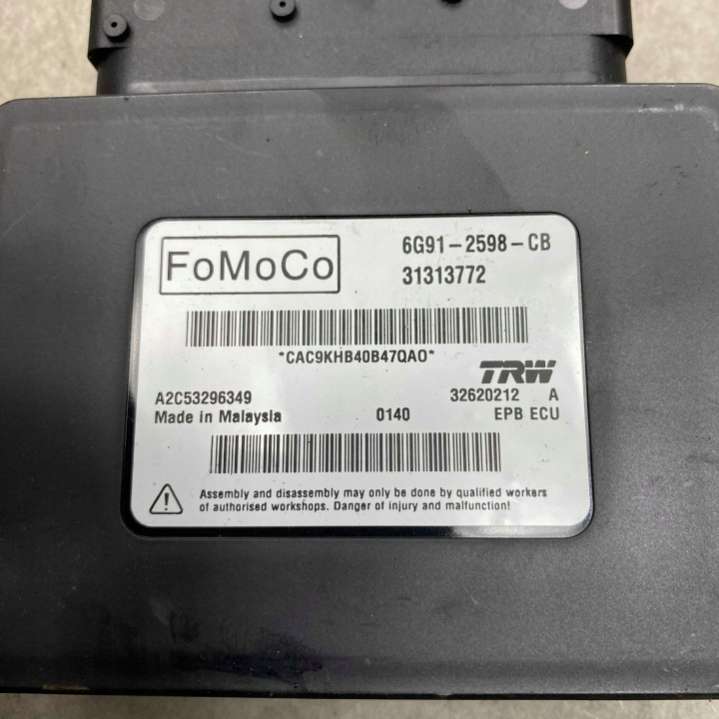 FoMoCo
6G91-2598-CB
31313772
*CAC9KHB40B47QA0*
TRW
A2C53296349
32620212 A
Made in Malaysia 0140 EPB ECU
Assembly and disassembly may only be done by qualified workers
of authorised workshops. Danger of injury and malfunction!